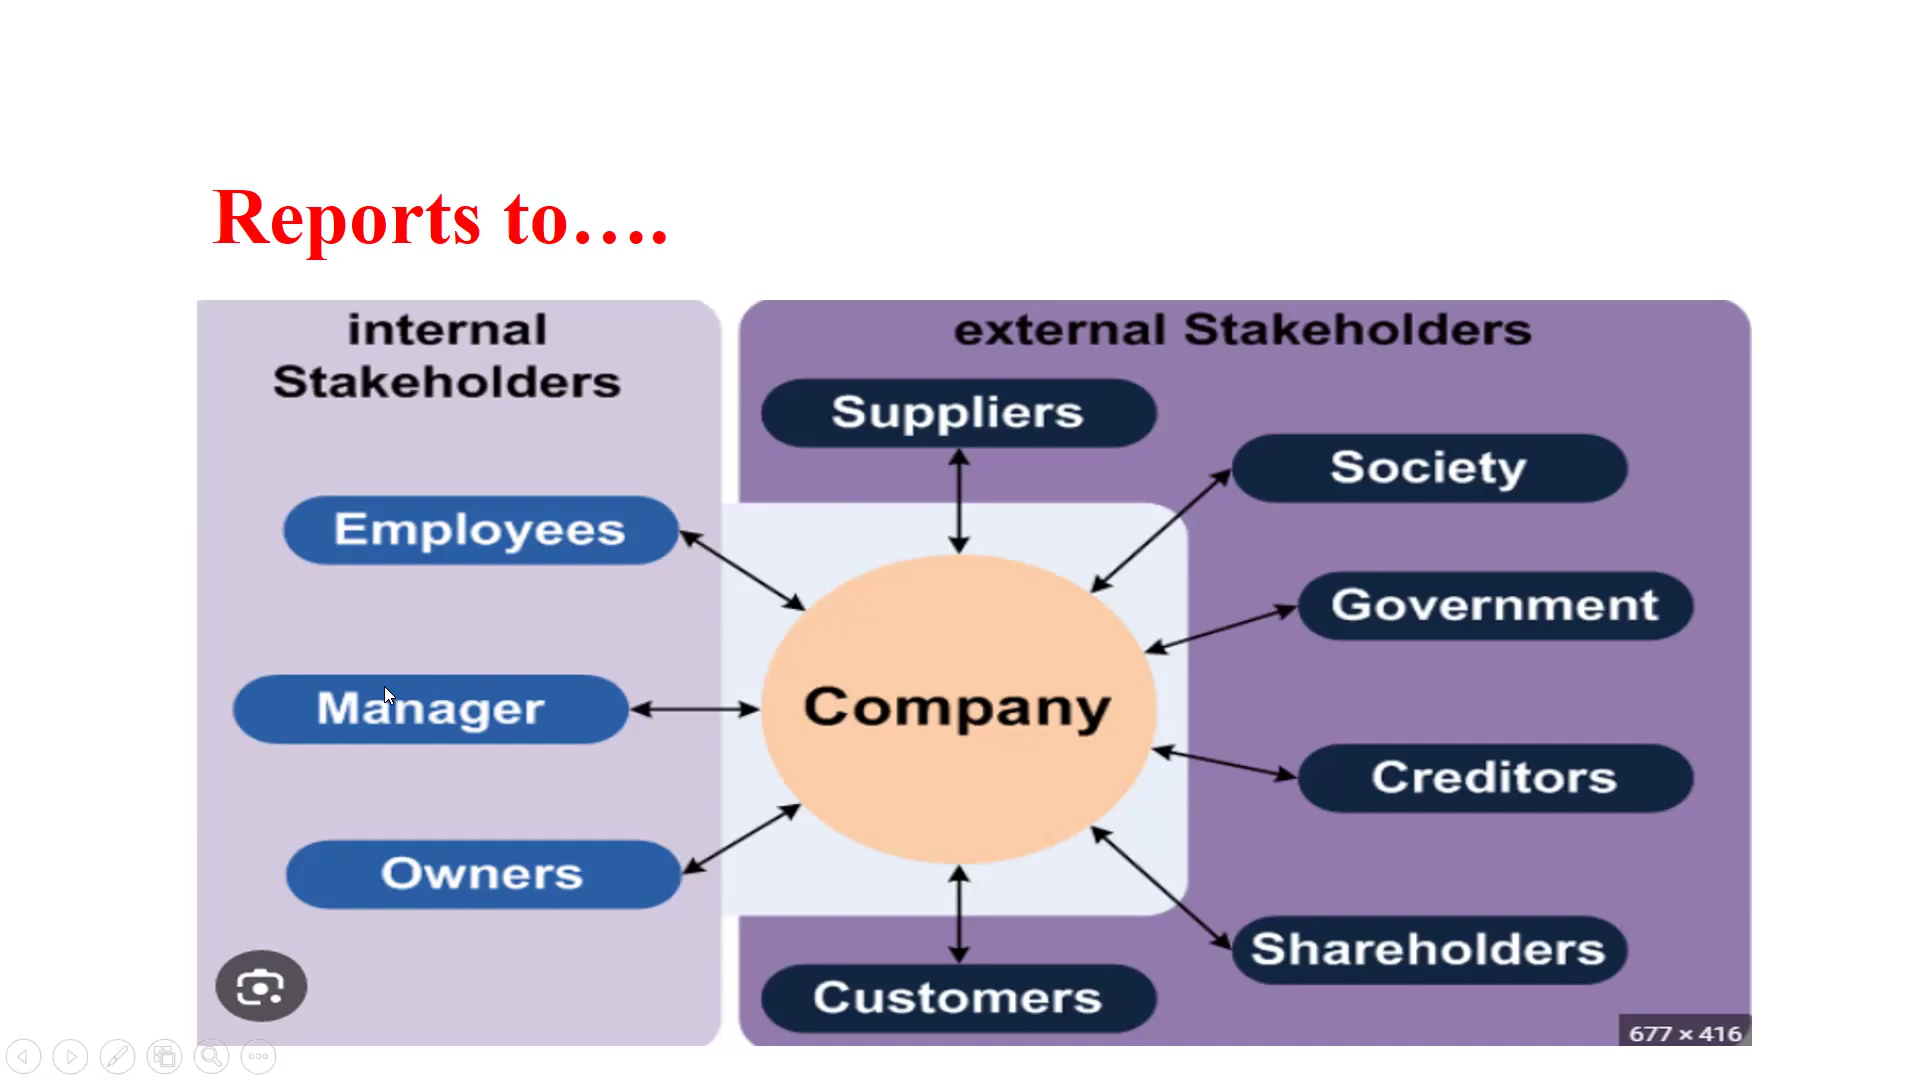 Reports to….
internal
Stakeholders
Employees
Manager
Owners
external Stakeholders
Suppliers
Society
Government
Company
Creditors
Shareholders
Customers
677 × 416